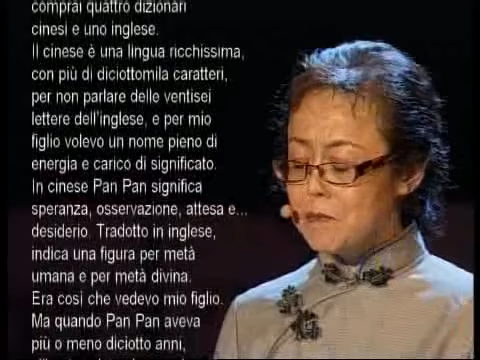 comprai quattro dizionari
cinesi e uno inglese.
Il cinese è una lingua ricchissima,
con più di diciottomila caratteri,
per non parlare delle ventisei
lettere dell'inglese, e per mio
figlio volevo un nome pieno di
energia e carico di significato.
In cinese Pan Pan significa
speranza, osservazione, attesa e...
desiderio. Tradotto in inglese,
indica una figura per metà
umana e per metà divina.
Era così che vedevo mio figlio.
Ma quando Pan Pan aveva
più o meno diciotto anni,